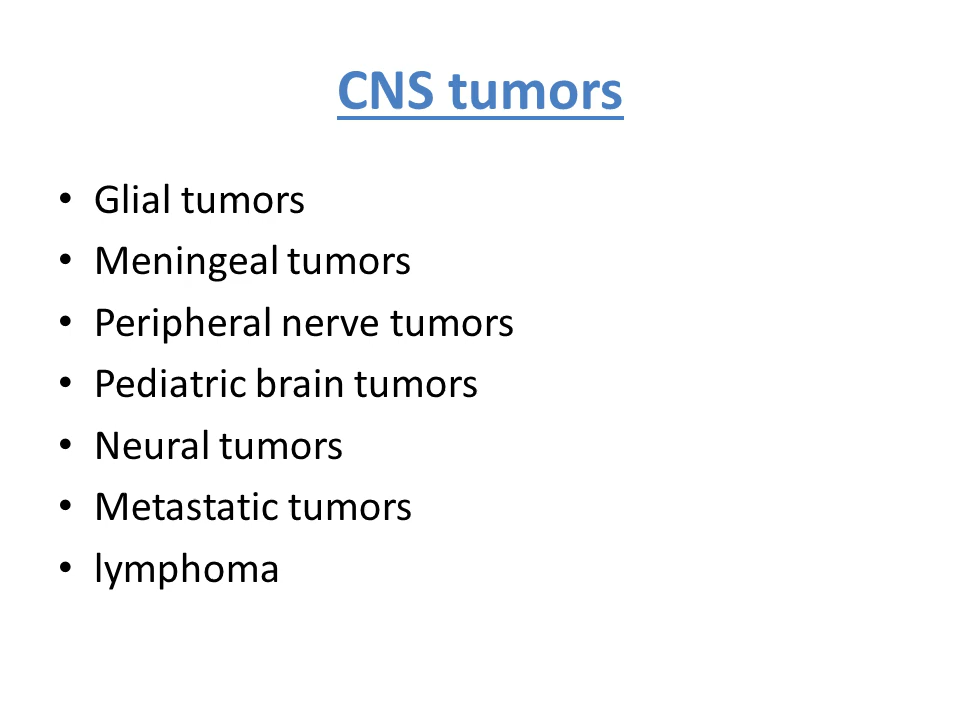 CNS tumors
• Glial tumors
• Meningeal tumors
• Peripheral nerve tumors
• Pediatric brain tumors
• Neural tumors
• Metastatic tumors
• lymphoma